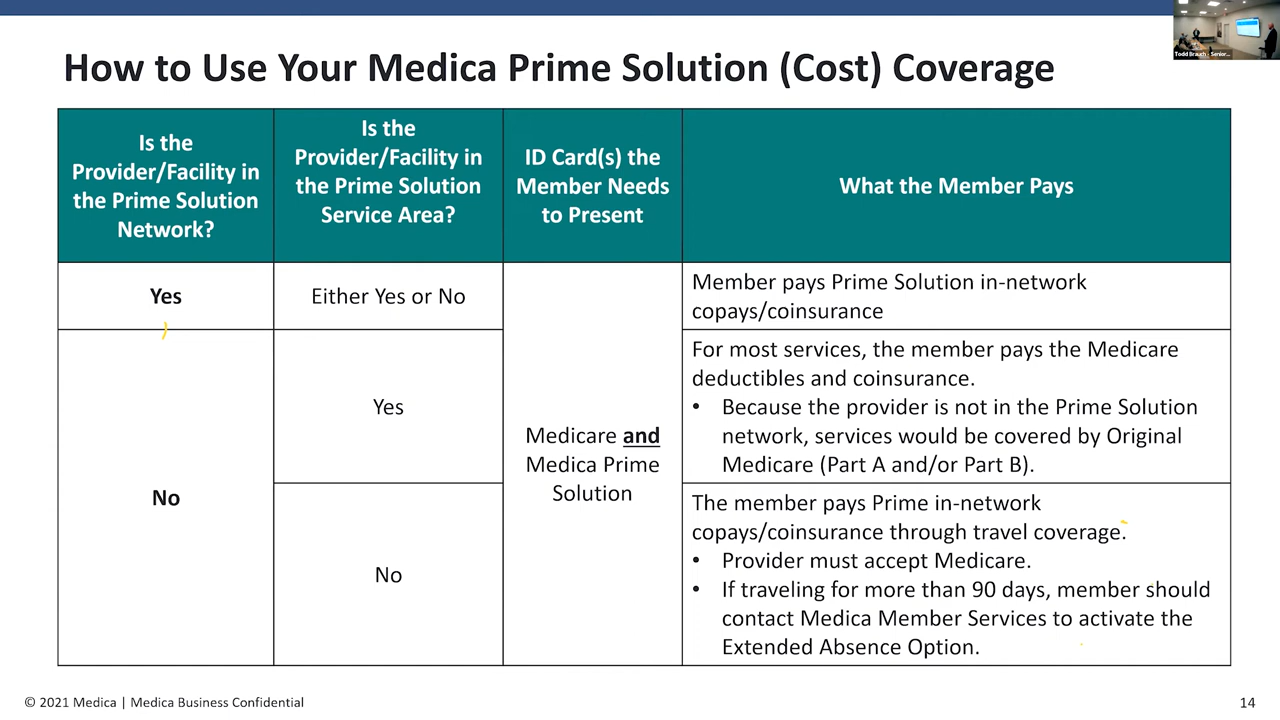 Todd Brauch - Senior...
How to Use Your Medica Prime Solution (Cost) Coverage
Is the
Provider/Facility in
the Prime Solution
Network?
Is the
Provider/Facility in
the Prime Solution
Service Area?
ID Card(s) the
Member Needs
to Present
What the Member Pays
Yes
Either Yes or No
Medicare and
Medica Prime
Solution
Member pays Prime Solution in-network
copays/coinsurance
No
Yes
For most services, the member pays the Medicare
deductibles and coinsurance.
• Because the provider is not in the Prime Solution
network, services would be covered by Original
Medicare (Part A and/or Part B).
No
The member pays Prime in-network
copays/coinsurance through travel coverage.
• Provider must accept Medicare.
• If traveling for more than 90 days, member should
contact Medica Member Services to activate the
Extended Absence Option.
© 2021 Medica | Medica Business Confidential
14